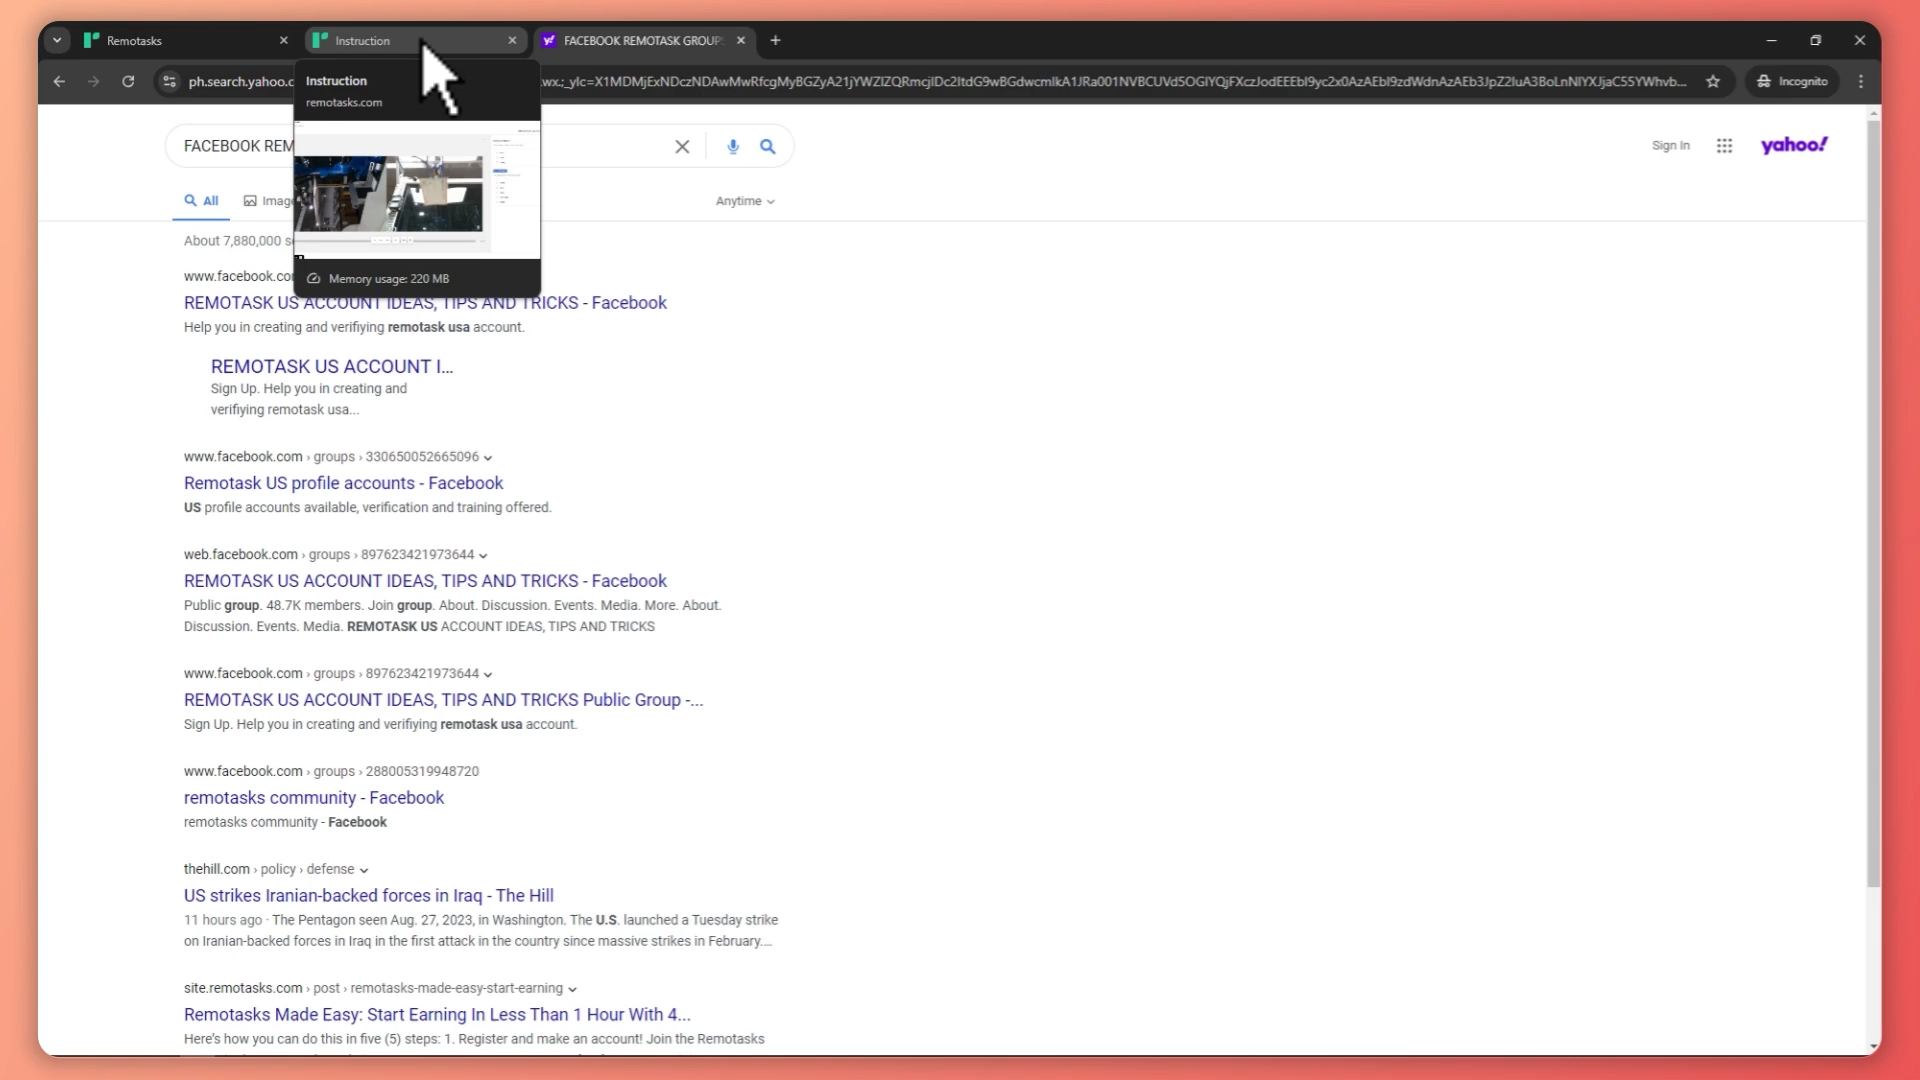 Remotasks
Instruction
FACEBOOK REMOTASK GROUP
ph.search.yahoo.c
Incognito
Instruction
remotasks.com
Memory usage: 220 MB
FACEBOOK REM
Sign In
yahoo!
All
Image
Anytime
About 7,880,000 s
www.facebook.co
REMOTASK US ACCOUNT IDEAS, TIPS AND TRICKS - Facebook
Help you in creating and verifiying remotask usa account.
REMOTASK US ACCOUNT I...
Sign Up. Help you in creating and
verifiying remotask usa...
www.facebook.com › groups › 330650052665096
Remotask US profile accounts - Facebook
US profile accounts available, verification and training offered.
web.facebook.com › groups › 897623421973644
REMOTASK US ACCOUNT IDEAS, TIPS AND TRICKS - Facebook
Public group. 48.7K members. Join group. About. Discussion. Events. Media. More. About.
Discussion. Events. Media. REMOTASK US ACCOUNT IDEAS, TIPS AND TRICKS
www.facebook.com › groups › 897623421973644
REMOTASK US ACCOUNT IDEAS, TIPS AND TRICKS Public Group -...
Sign Up. Help you in creating and verifiying remotask usa account.
www.facebook.com › groups › 288005319948720
remotasks community - Facebook
remotasks community - Facebook
thehill.com › policy › defense
US strikes Iranian-backed forces in Iraq - The Hill
11 hours ago · The Pentagon seen Aug. 27, 2023, in Washington. The U.S. launched a Tuesday strike
on Iranian-backed forces in Iraq in the first attack in the country since massive strikes in February....
site.remotasks.com › post › remotasks-made-easy-start-earning
Remotasks Made Easy: Start Earning In Less Than 1 Hour With 4...
Here's how you can do this in five (5) steps: 1. Register and make an account! Join the Remotasks